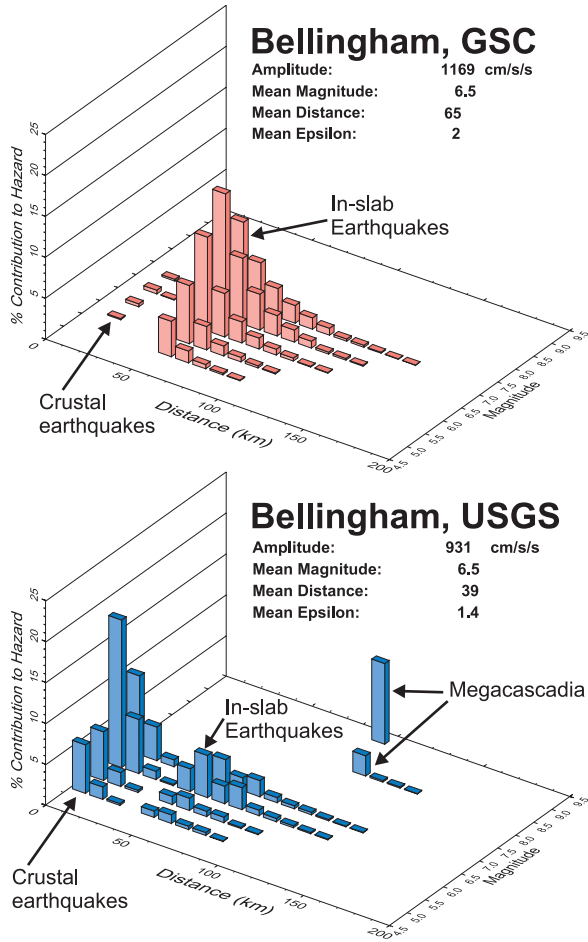 Bellingham, GSC
Amplitude: 1169 cm/s/s
Mean Magnitude: 6.5
Mean Distance: 65
Mean Epsilon: 2
% Contribution to Hazard
25
20
15
10
5
0
In-slab
Earthquakes
Crustal
earthquakes
50
100
150
200
Distance (km)
4.5
5.0
5.5
6.0
6.5
7.0
7.5
8.0
8.5
9.0
9.5
Magnitude
Bellingham, USGS
Amplitude: 931 cm/s/s
Mean Magnitude: 6.5
Mean Distance: 39
Mean Epsilon: 1.4
% Contribution to Hazard
25
20
15
10
5
0
In-slab
Earthquakes
Megacascadia
Crustal
earthquakes
50
100
150
200
Distance (km)
4.5
5.0
5.5
6.0
6.5
7.0
7.5
8.0
8.5
9.0
9.5
Magnitude